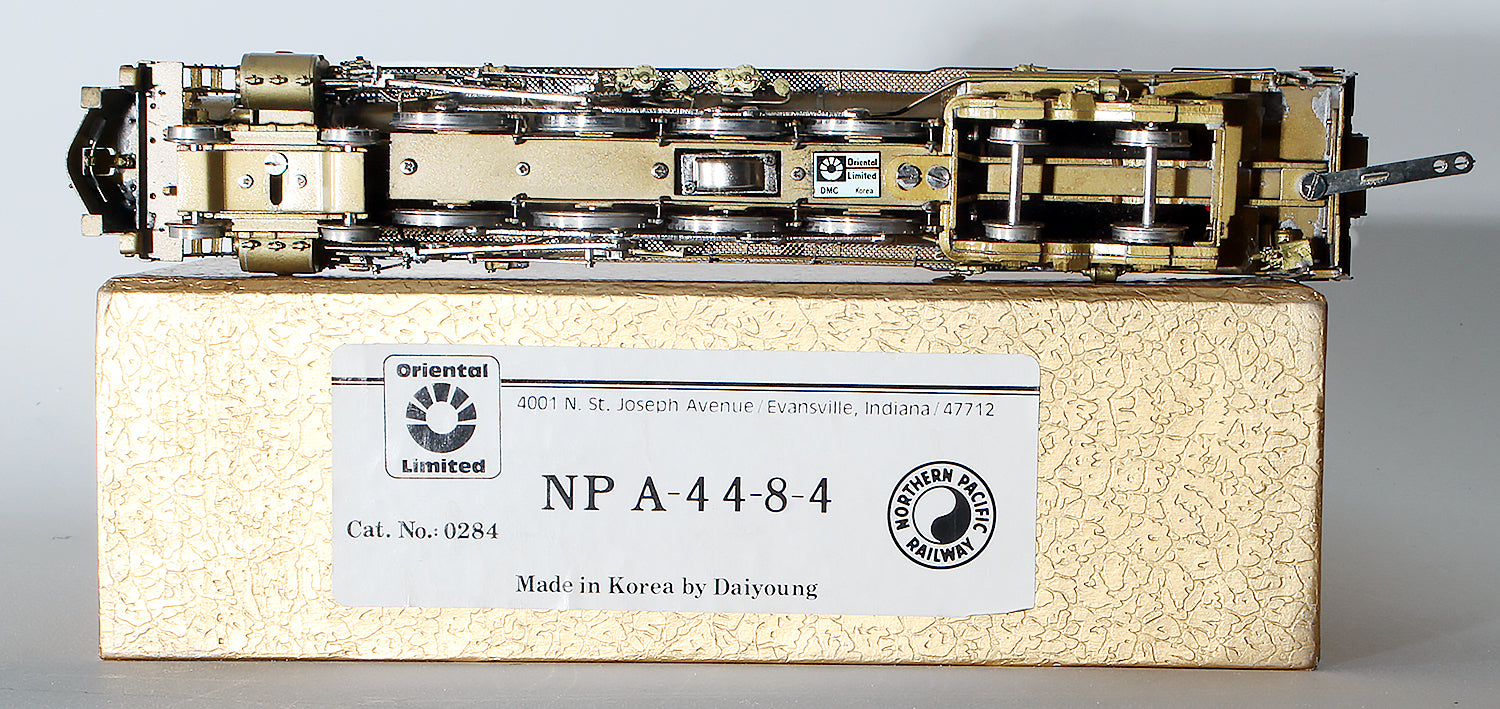 Oriental
Limited
DMC Korea
Oriental
Limited
4001 N. St. Joseph Avenue/Evansville, Indiana/47712
NP A-4 4-8-4
Cat. No.: 0284
NORTHERN PACIFIC
RAILWAY
Made in Korea by Daiyoung